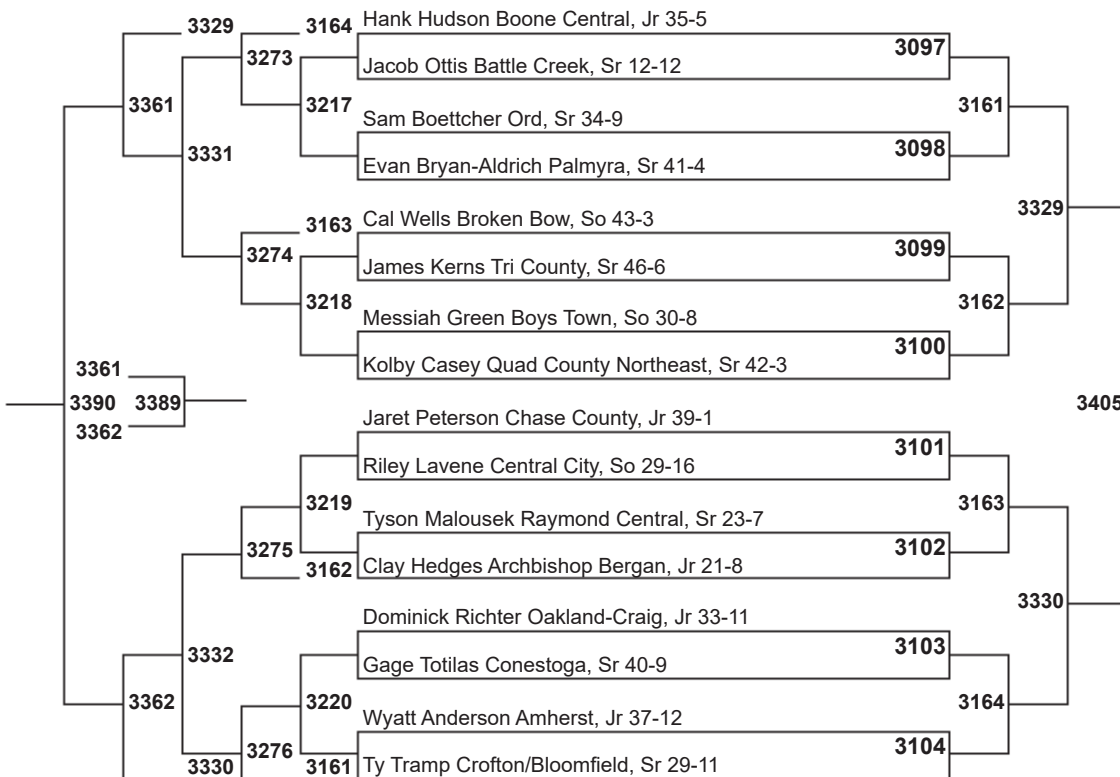 3329 3164 Hank Hudson Boone Central, Jr 35-5
3273 3097
Jacob Ottis Battle Creek, Sr 12-12
3361 3217 3161
Sam Boettcher Ord, Sr 34-9
3331 3098
Evan Bryan-Aldrich Palmyra, Sr 41-4
3329
3163 Cal Wells Broken Bow, So 43-3
3274 3099
James Kerns Tri County, Sr 46-6
3218 3162
Messiah Green Boys Town, So 30-8
3100
3361 Kolby Casey Quad County Northeast, Sr 42-3
3390 3389 3405
3362 Jaret Peterson Chase County, Jr 39-1
3101
Riley Lavene Central City, So 29-16
3219 3163
Tyson Malousek Raymond Central, Sr 23-7
3275 3102
3162 Clay Hedges Archbishop Bergan, Jr 21-8
3330
Dominick Richter Oakland-Craig, Jr 33-11
3332 3103
Gage Totilas Conestoga, Sr 40-9
3362 3220 3164
Wyatt Anderson Amherst, Jr 37-12
3276 3104
3330 3161 Ty Tramp Crofton/Bloomfield, Sr 29-11